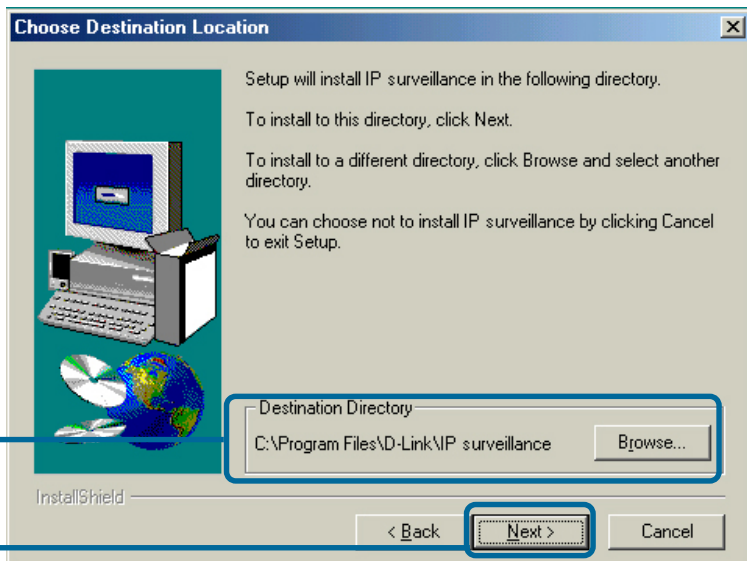 Choose Destination Location
Setup will install IP surveillance in the following directory.
To install to this directory, click Next.
To install to a different directory, click Browse and select another
directory.
You can choose not to install IP surveillance by clicking Cancel
to exit Setup.
Destination Directory
C:\Program Files\D-Link\IP surveillance
Browse...
InstallShield
< Back
Next >
Cancel